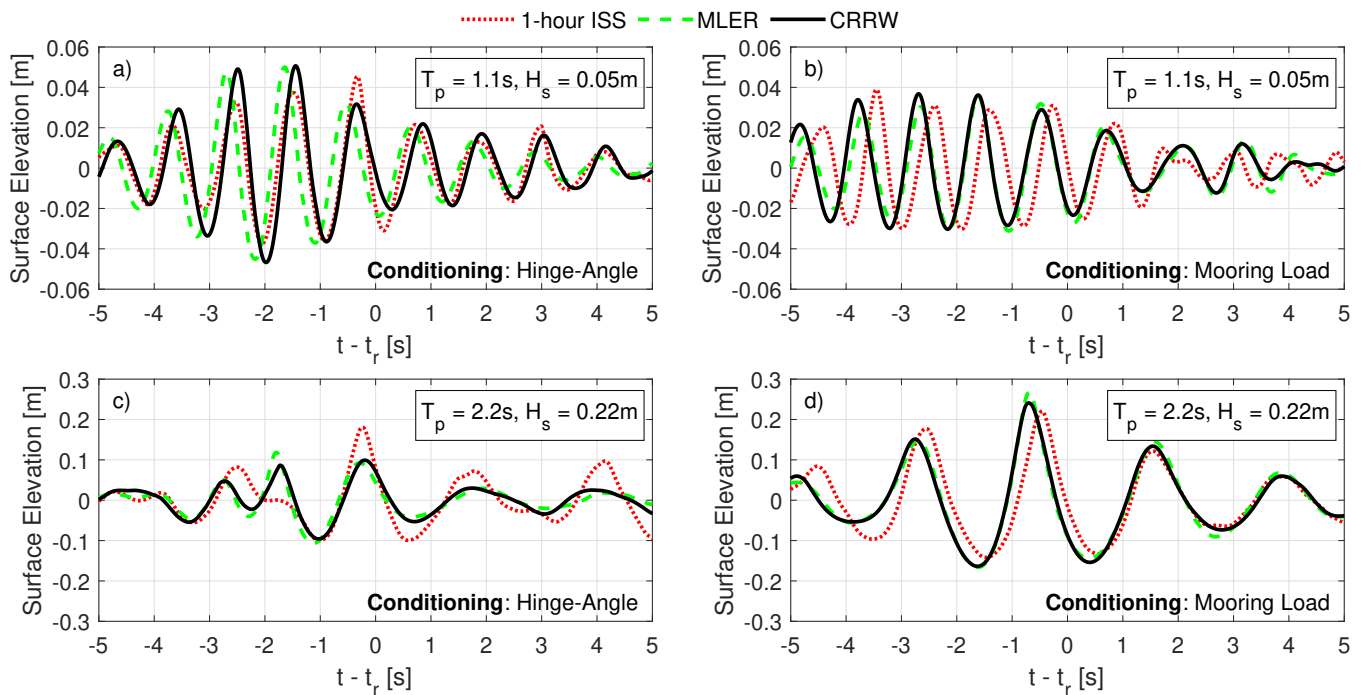 1-hour ISS MLER CRRW
a)
T_p = 1.1s, H_s = 0.05m
Surface Elevation [m]
0.06
0.04
0.02
0
-0.02
-0.04
-0.06
Conditioning: Hinge-Angle
-5 -4 -3 -2 -1 0 1 2 3 4 5
t - t_r [s]
b)
T_p = 1.1s, H_s = 0.05m
Surface Elevation [m]
0.06
0.04
0.02
0
-0.02
-0.04
-0.06
Conditioning: Mooring Load
-5 -4 -3 -2 -1 0 1 2 3 4 5
t - t_r [s]
c)
T_p = 2.2s, H_s = 0.22m
Surface Elevation [m]
0.3
0.2
0.1
0
-0.1
-0.2
-0.3
Conditioning: Hinge-Angle
-5 -4 -3 -2 -1 0 1 2 3 4 5
t - t_r [s]
d)
T_p = 2.2s, H_s = 0.22m
Surface Elevation [m]
0.3
0.2
0.1
0
-0.1
-0.2
-0.3
Conditioning: Mooring Load
-5 -4 -3 -2 -1 0 1 2 3 4 5
t - t_r [s]